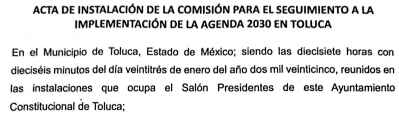 ACTA DE INSTALACIÓN DE LA COMISIÓN PARA EL SEGUIMIENTO A LA
IMPLEMENTACIÓN DE LA AGENDA 2030 EN TOLUCA
En el Municipio de Toluca, Estado de México; siendo las diecisiete horas con
dieciséis minutos del día veintitrés de enero del año dos mil veinticinco, reunidos en
las instalaciones que ocupa el Salón Presidentes de este Ayuntamiento
Constitucional de Toluca;